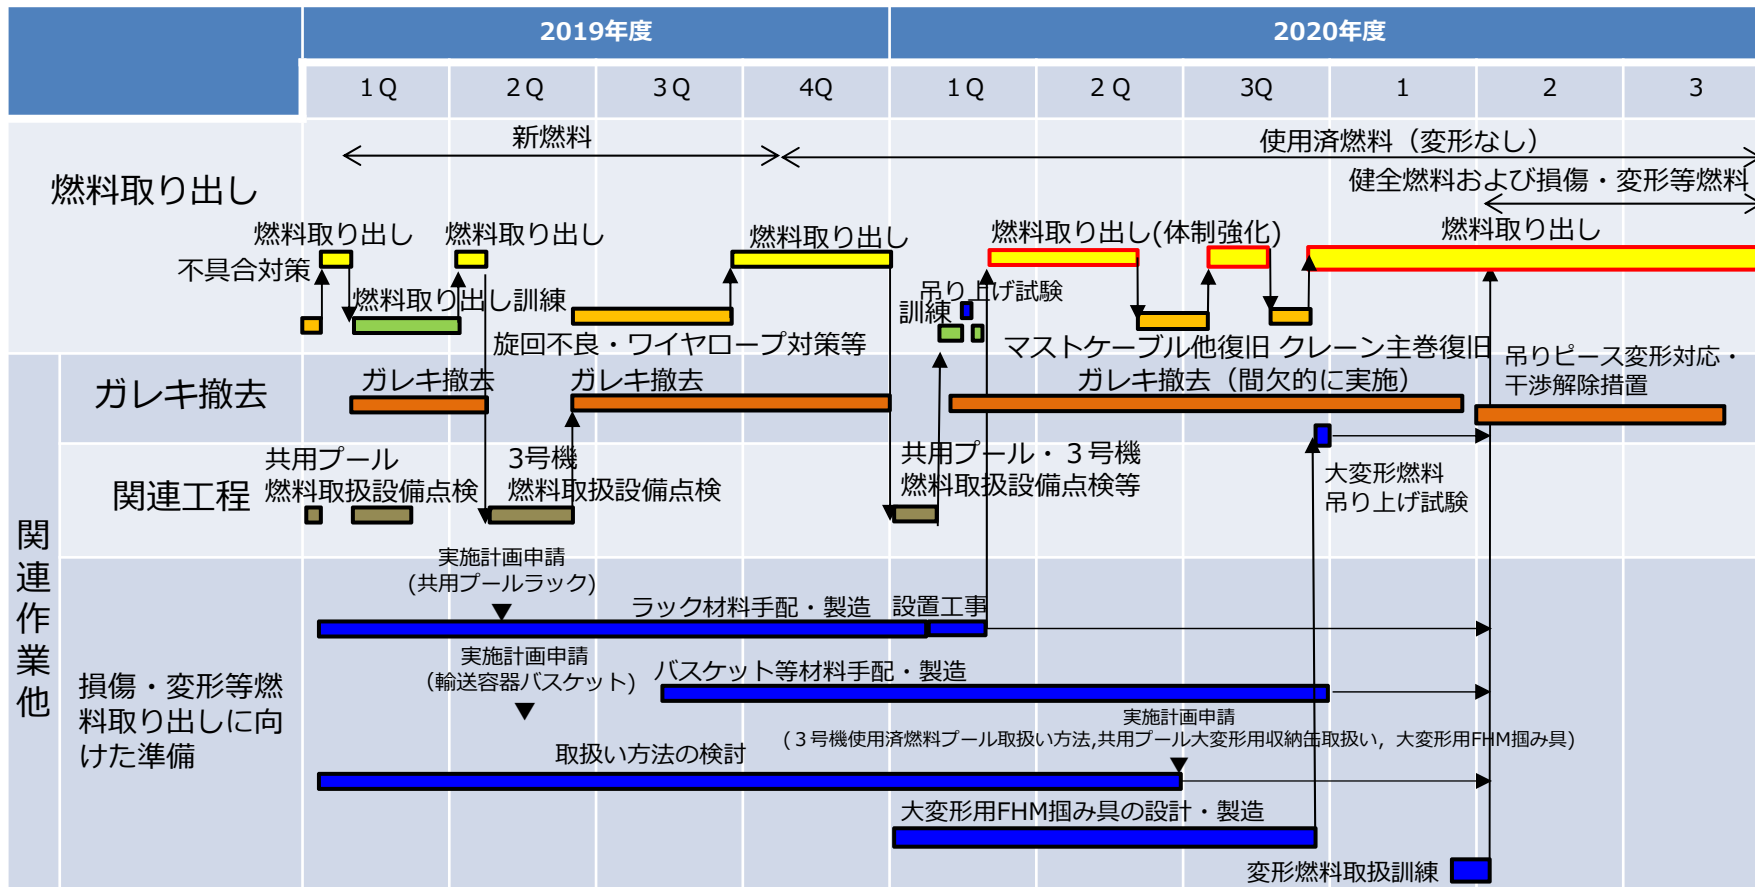 2019年度
2020年度
1Q
2Q
3Q
4Q
1Q
2Q
3Q
1
2
3
新燃料
使用済燃料（変形なし）
健全燃料および損傷・変形等燃料
燃料取り出し
燃料取り出し
燃料取り出し
燃料取り出し
燃料取り出し(体制強化)
燃料取り出し
不具合対策
燃料取り出し訓練
吊り上げ試験
訓練
旋回不良・ワイヤロープ対策等
マストケーブル他復旧
クレーン主巻復旧
吊りピース変形対応・
干渉解除措置
ガレキ撤去
ガレキ撤去
ガレキ撤去
ガレキ撤去（間欠的に実施）
関連工程
共用プール
燃料取扱設備点検
3号機
燃料取扱設備点検
共用プール・３号機
燃料取扱設備点検等
大変形燃料
吊り上げ試験
関連作業他
実施計画申請
(共用プールラック)
ラック材料手配・製造
設置工事
実施計画申請
（輸送容器バスケット）
バスケット等材料手配・製造
損傷・変形等燃
料取り出しに向
けた準備
実施計画申請
(３号機使用済燃料プール取扱い方法,共用プール大変形用収納缶取扱い，大変形用FHM掴み具)
取扱い方法の検討
大変形用FHM掴み具の設計・製造
変形燃料取扱訓練